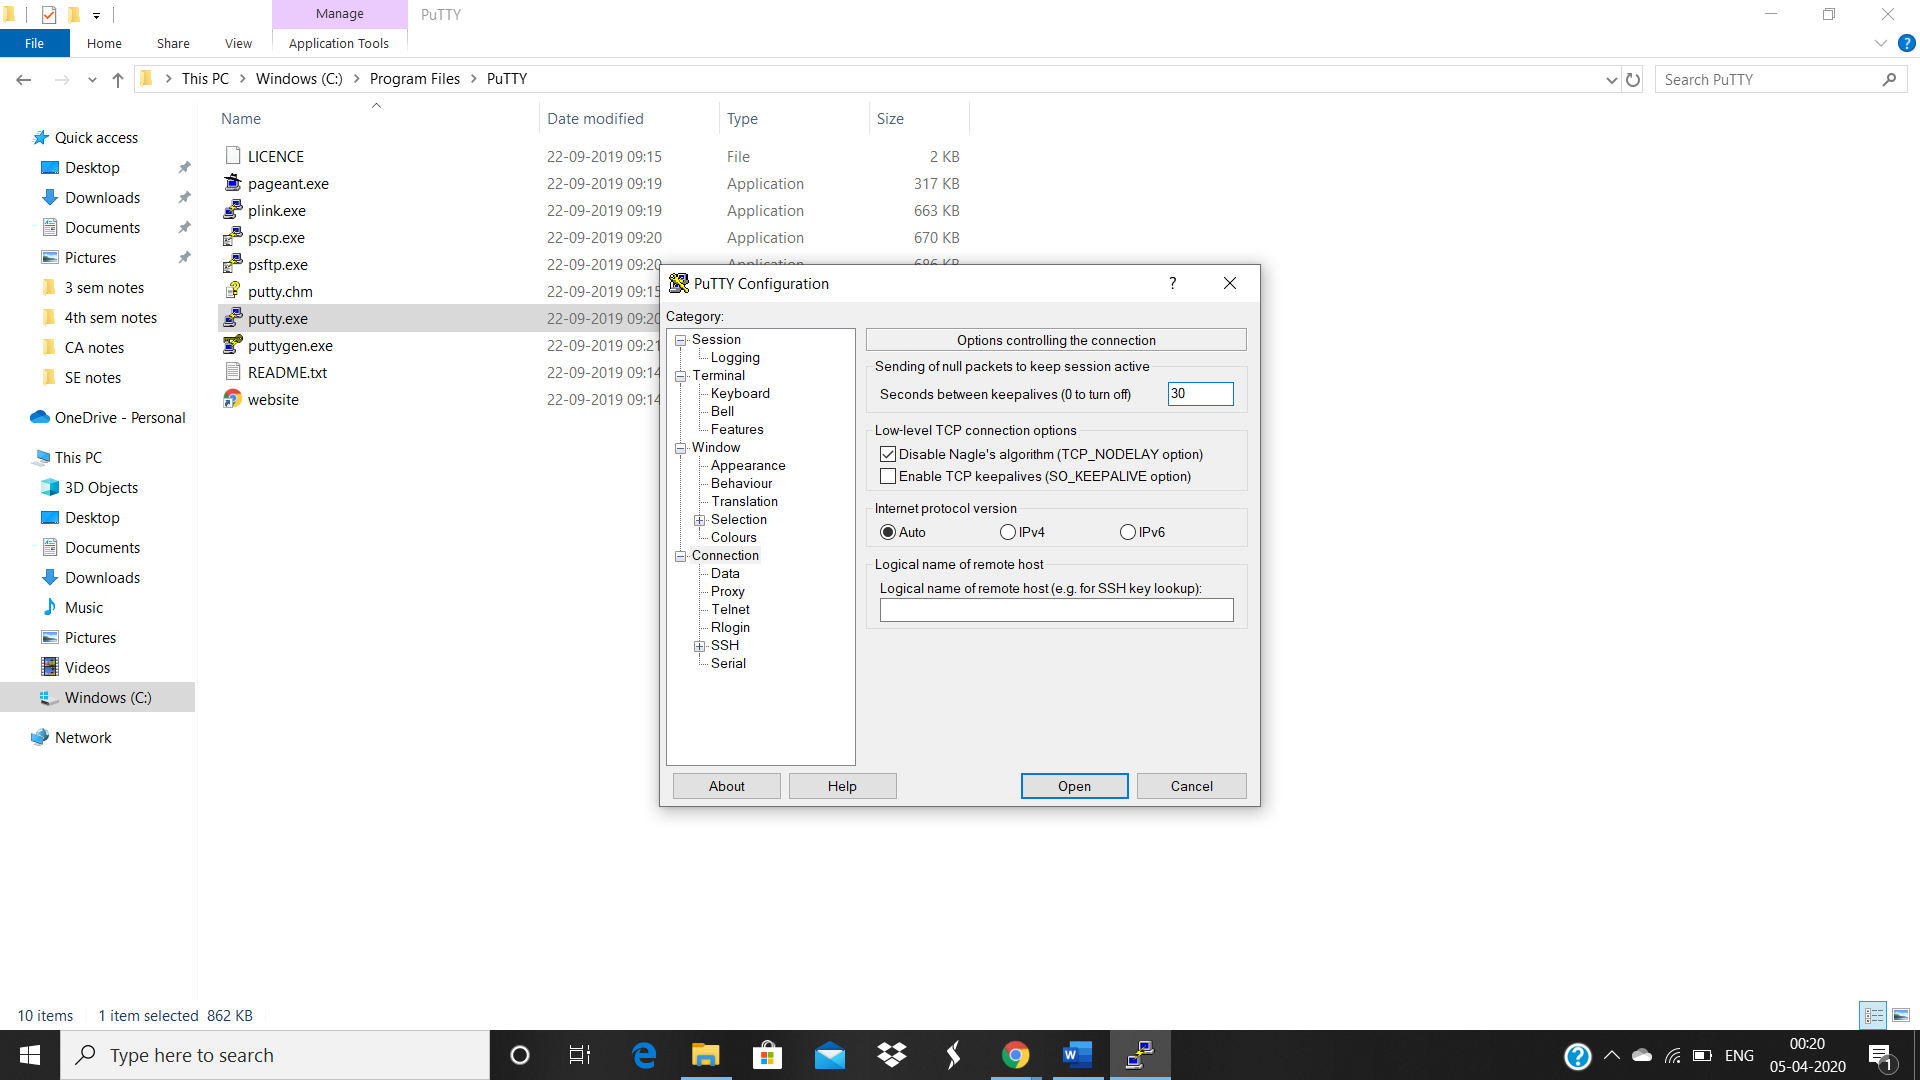 Manage
PuTTY
File
Home
Share
View
Application Tools
?
This PC
Windows (C:)
Program Files
PuTTY
Search PuTTY
Name
Date modified
Type
Size
Quick access
Desktop
Downloads
Documents
Pictures
3 sem notes
4th sem notes
CA notes
SE notes
OneDrive - Personal
This PC
3D Objects
Desktop
Documents
Downloads
Music
Pictures
Videos
Windows (C:)
Network
LICENCE 22-09-2019 09:15 File 2 KB
pageant.exe 22-09-2019 09:19 Application 317 KB
plink.exe 22-09-2019 09:19 Application 663 KB
pscp.exe 22-09-2019 09:20 Application 670 KB
psftp.exe 22-09-2019 09:20 Application 686 KB
putty.chm 22-09-2019 09:15
putty.exe 22-09-2019 09:20
puttygen.exe 22-09-2019 09:21
README.txt 22-09-2019 09:14
website 22-09-2019 09:14
PuTTY Configuration
?
Category:
Session
Logging
Terminal
Keyboard
Bell
Features
Window
Appearance
Behaviour
Translation
Selection
Colours
Connection
Data
Proxy
Telnet
Rlogin
SSH
Serial
Options controlling the connection
Sending of null packets to keep session active
Seconds between keepalives (0 to turn off) 30
Low-level TCP connection options
Disable Nagle's algorithm (TCP_NODELAY option)
Enable TCP keepalives (SO_KEEPALIVE option)
Internet protocol version
Auto IPv4 IPv6
Logical name of remote host
Logical name of remote host (e.g. for SSH key lookup):
About
Help
Open
Cancel
10 items
1 item selected 862 KB
Type here to search
?
ENG
00:20
05-04-2020
1